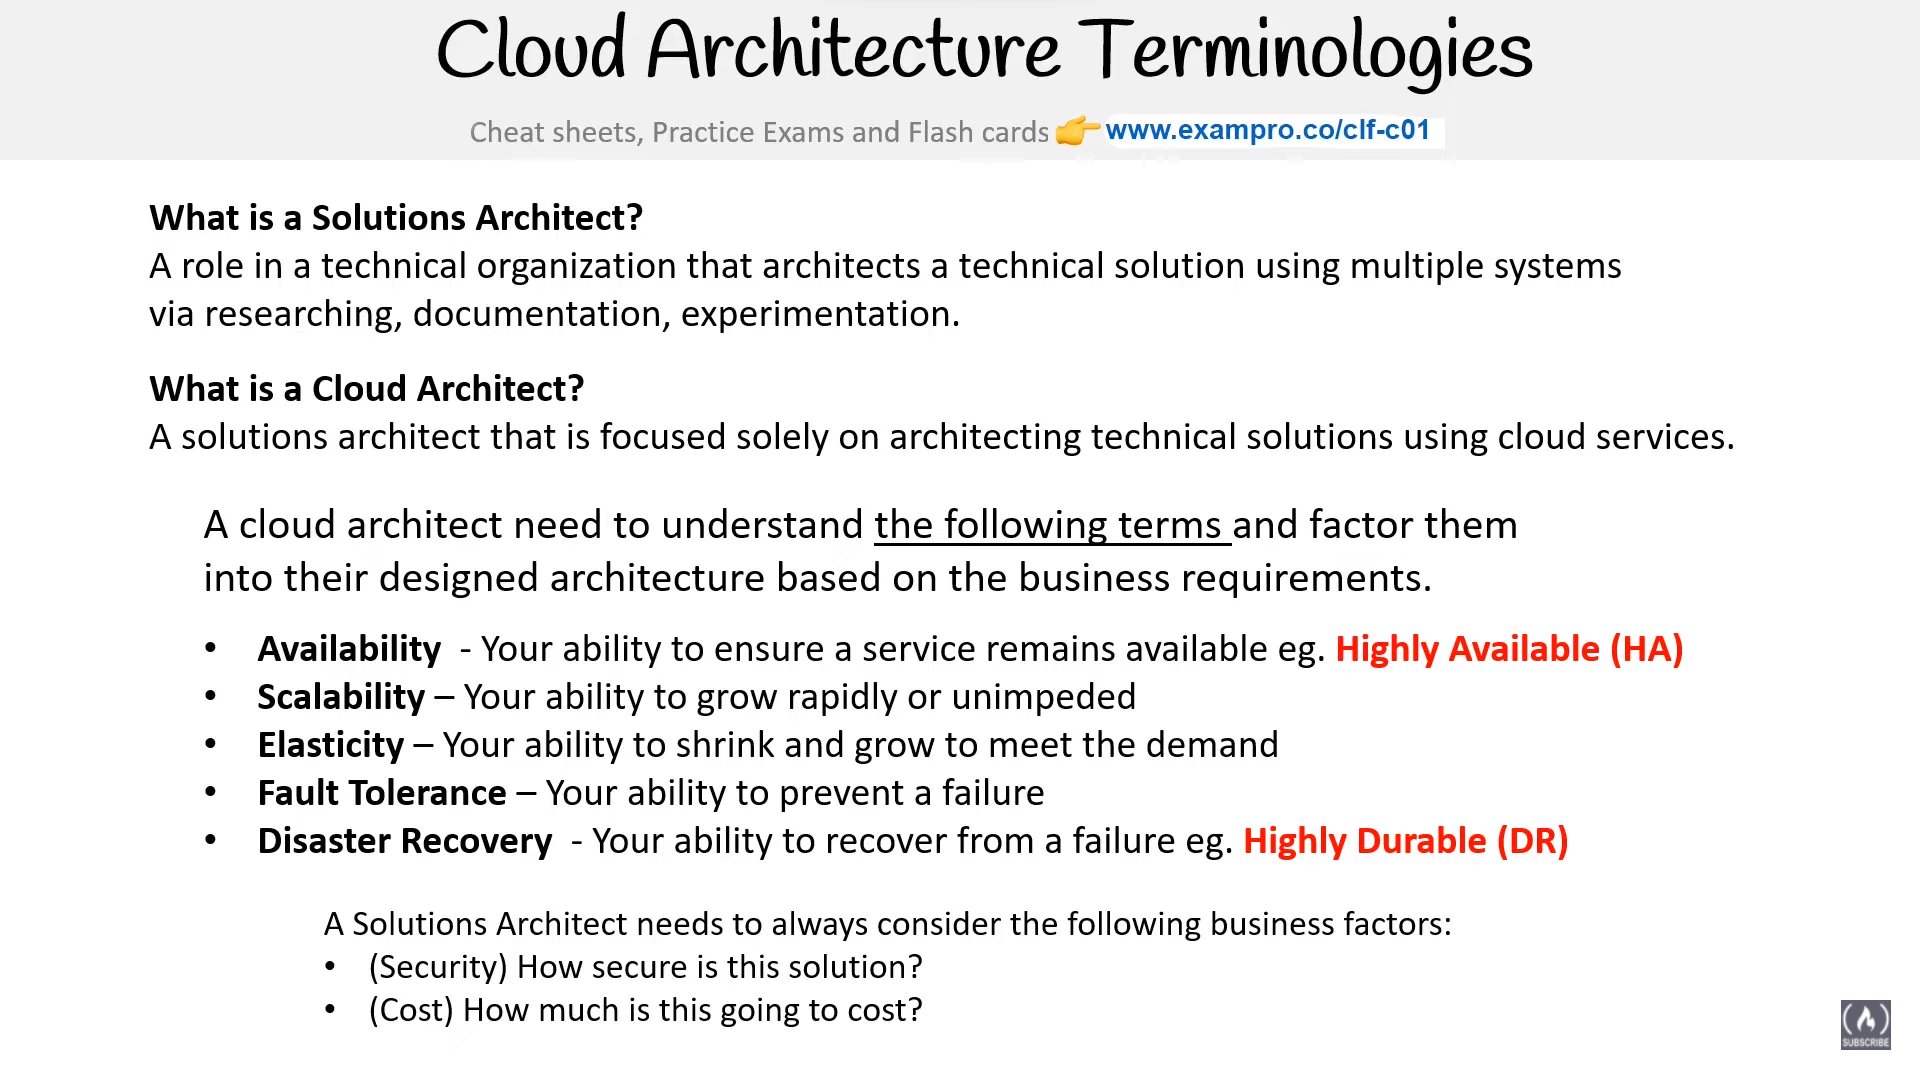 Cloud Architecture Terminologies
Cheat sheets, Practice Exams and Flash cards 👉 www.exampro.co/clf-c01
What is a Solutions Architect?
A role in a technical organization that architects a technical solution using multiple systems
via researching, documentation, experimentation.
What is a Cloud Architect?
A solutions architect that is focused solely on architecting technical solutions using cloud services.
A cloud architect need to understand the following terms and factor them
into their designed architecture based on the business requirements.
• Availability - Your ability to ensure a service remains available eg. Highly Available (HA)
• Scalability – Your ability to grow rapidly or unimpeded
• Elasticity – Your ability to shrink and grow to meet the demand
• Fault Tolerance – Your ability to prevent a failure
• Disaster Recovery - Your ability to recover from a failure eg. Highly Durable (DR)
A Solutions Architect needs to always consider the following business factors:
• (Security) How secure is this solution?
• (Cost) How much is this going to cost?
SUBSCRIBE